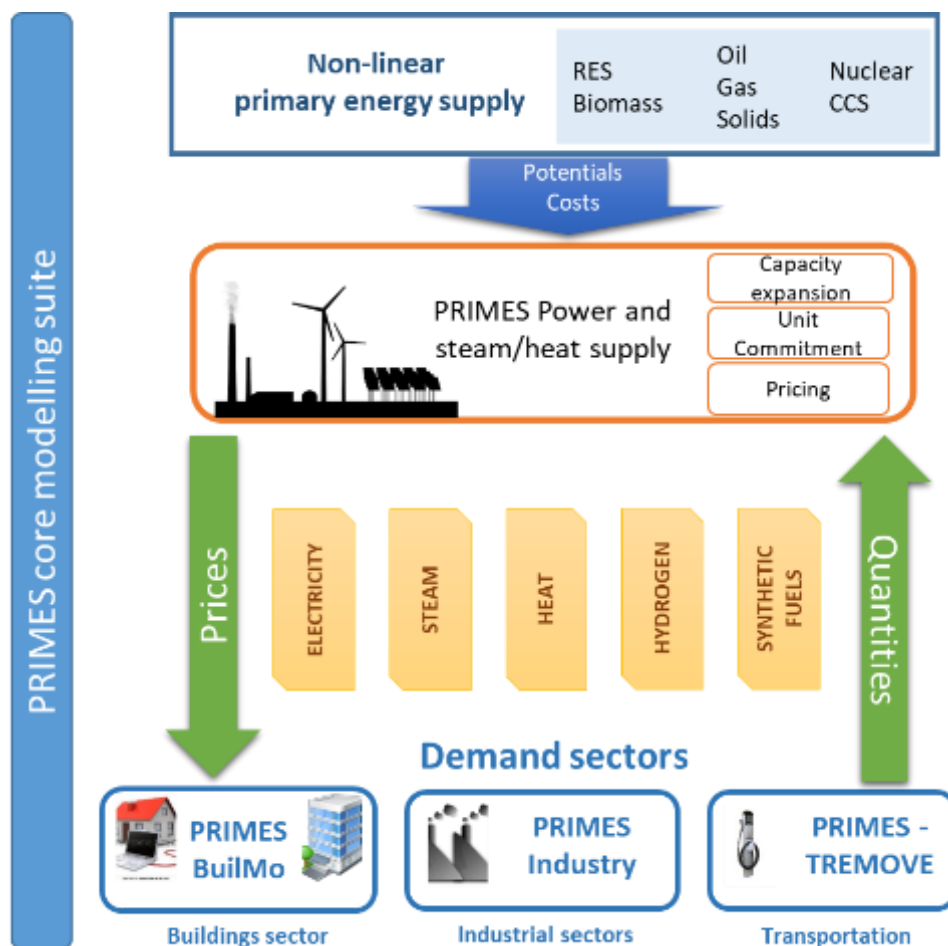 PRIMES core modelling suite
Non-linear
primary energy supply
RES
Biomass
Oil
Gas
Solids
Nuclear
CCS
Potentials
Costs
PRIMES Power and
steam/heat supply
Capacity
expansion
Unit
Commitment
Pricing
Prices
ELECTRICITY
STEAM
HEAT
HYDROGEN
SYNTHETIC
FUELS
Quantities
Demand sectors
PRIMES
BuilMo
PRIMES
Industry
PRIMES -
TREMOVE
Buildings sector
Industrial sectors
Transportation